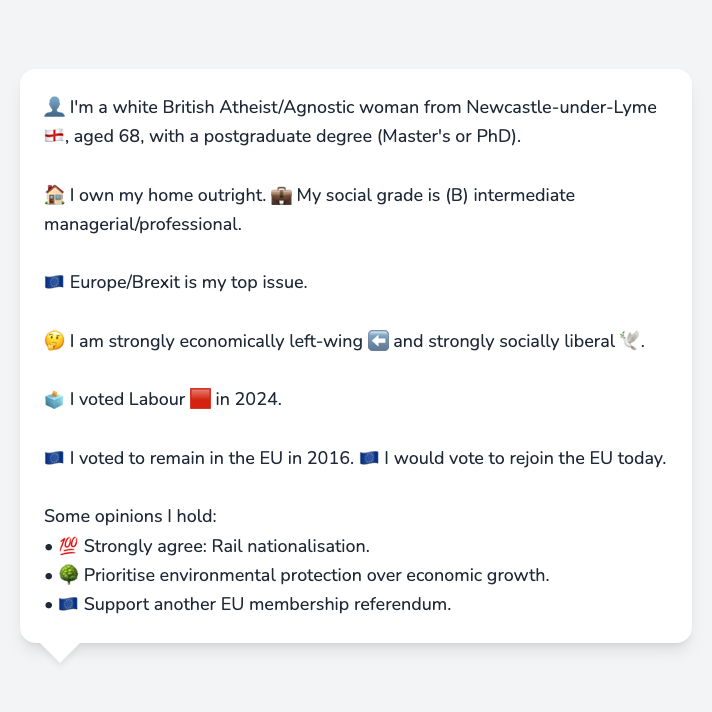 👤 I'm a white British Atheist/Agnostic woman from Newcastle-under-Lyme
🏴󠁧󠁢󠁥󠁮󠁧󠁿, aged 68, with a postgraduate degree (Master's or PhD).
🏠 I own my home outright. 💼 My social grade is (B) intermediate
managerial/professional.
🇪🇺 Europe/Brexit is my top issue.
🤔 I am strongly economically left-wing ⬅️ and strongly socially liberal 🕊️.
🗳️ I voted Labour 🟥 in 2024.
🇪🇺 I voted to remain in the EU in 2016. 🇪🇺 I would vote to rejoin the EU today.
Some opinions I hold:
• 💯 Strongly agree: Rail nationalisation.
• 🌳 Prioritise environmental protection over economic growth.
• 🇪🇺 Support another EU membership referendum.